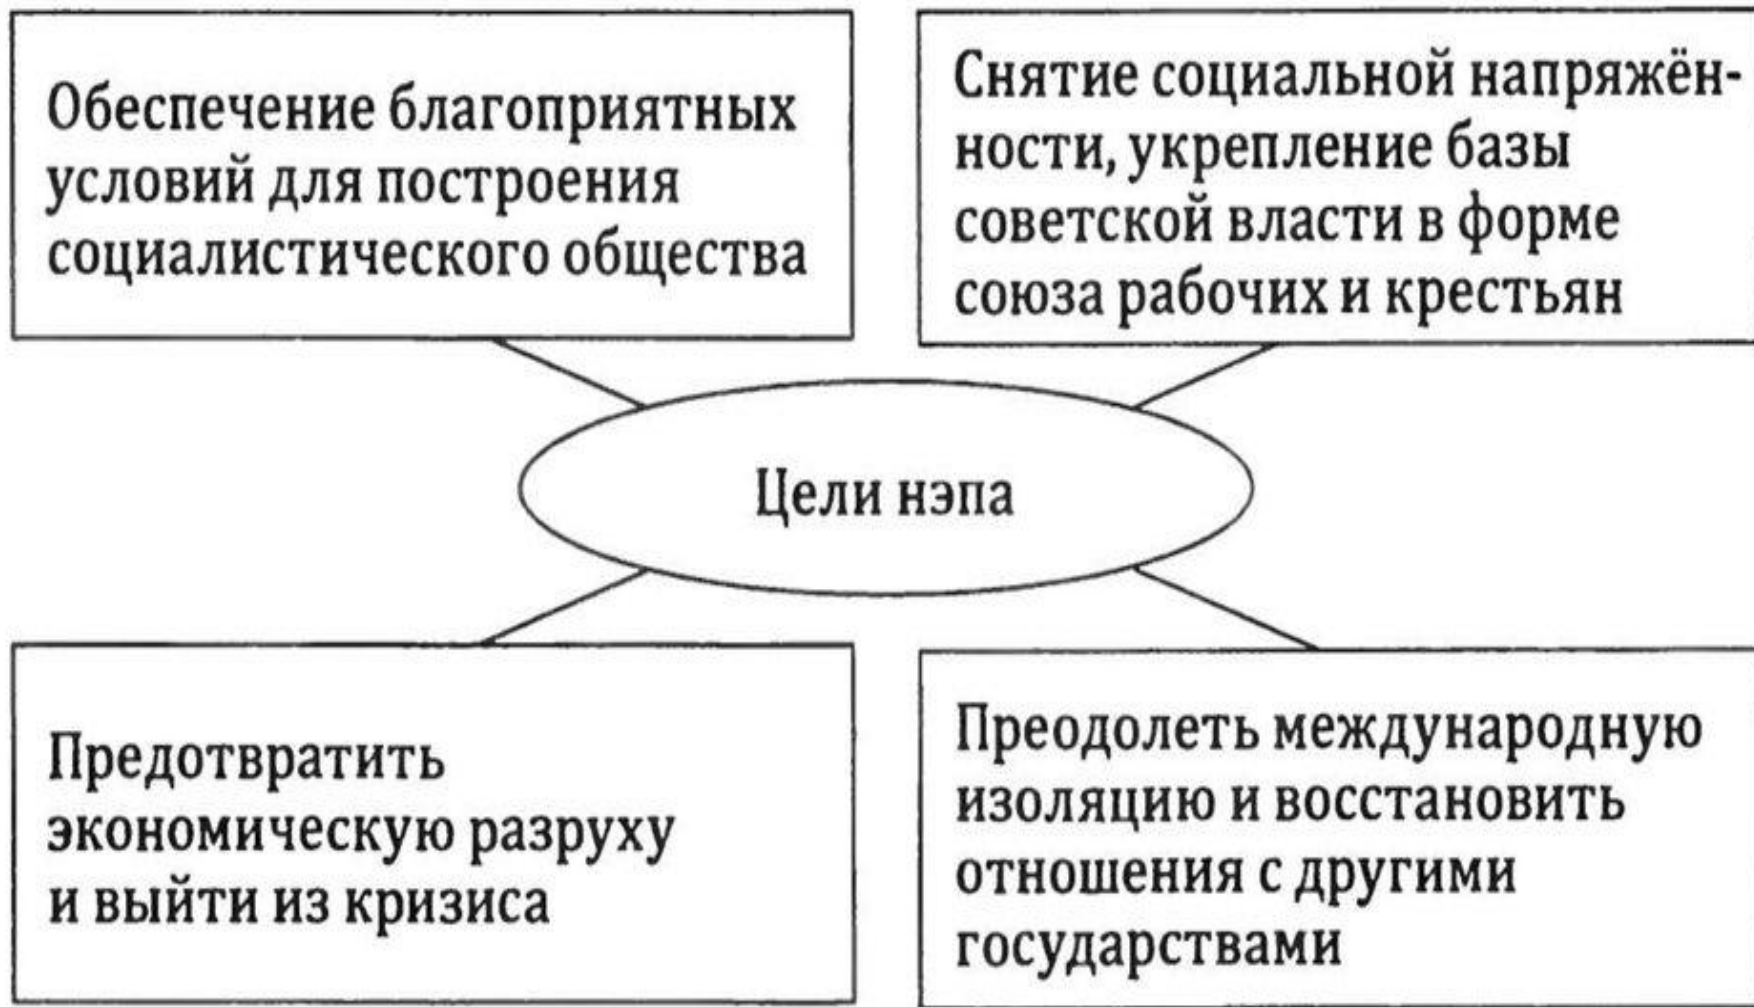 Обеспечение благоприятных
условий для построения
социалистического общества
Снятие социальной напряжён-
ности, укрепление базы
советской власти в форме
союза рабочих и крестьян
Цели нэпа
Предотвратить
экономическую разруху
и выйти из кризиса
Преодолеть международную
изоляцию и восстановить
отношения с другими
государствами